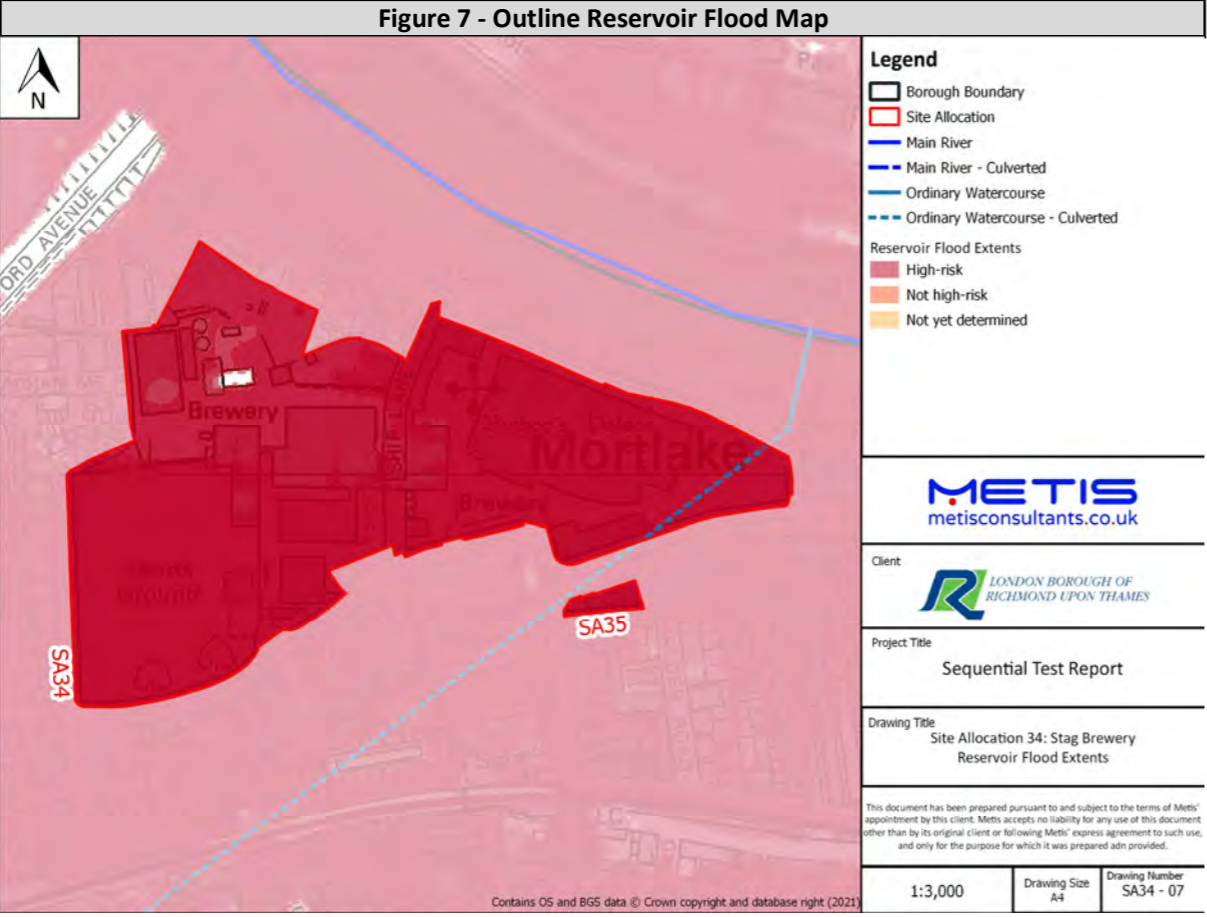 Figure 7 - Outline Reservoir Flood Map
N
ORD AVENUE
Brewery
SHIP LANE
Mortlake
Brewery
SA35
SA34
Contains OS and BGS data © Crown copyright and database right (2021)
Legend
Borough Boundary
Site Allocation
Main River
Main River - Culverted
Ordinary Watercourse
Ordinary Watercourse - Culverted
Reservoir Flood Extents
High-risk
Not high-risk
Not yet determined
METIS
metisconsultants.co.uk
Client
LONDON BOROUGH OF
RICHMOND UPON THAMES
Project Title
Sequential Test Report
Drawing Title
Site Allocation 34: Stag Brewery
Reservoir Flood Extents
This document has been prepared pursuant to and subject to the terms of Metis'
appointment by this client. Metis accepts no liability for any use of this document
other than by its original client or following Metis' express agreement to such use,
and only for the purpose for which it was prepared adn provided.
1:3,000
Drawing Size
A4
Drawing Number
SA34 - 07